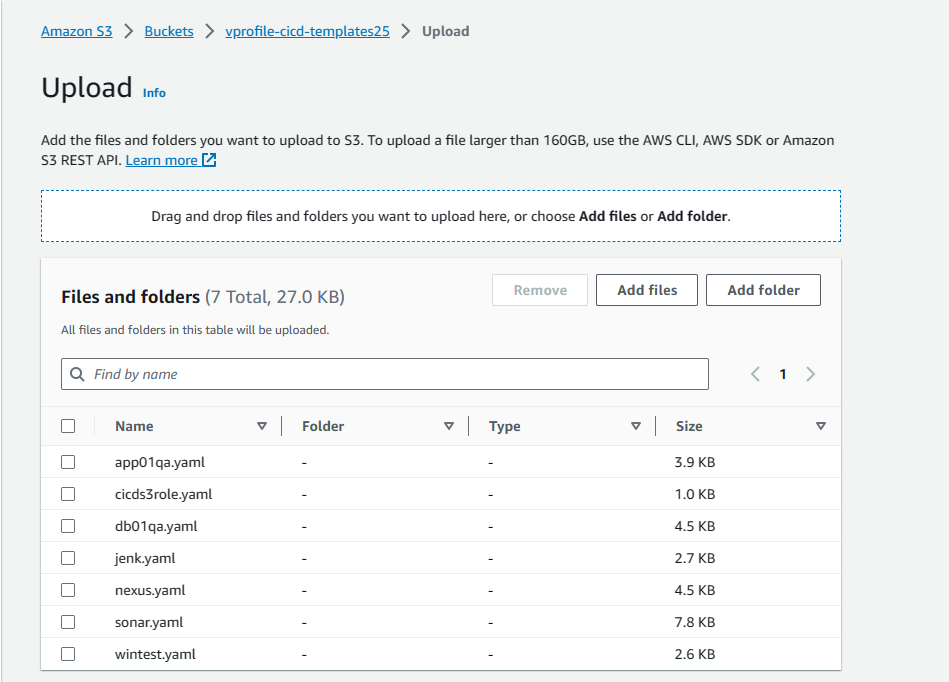 Amazon S3 > Buckets > vprofile-cicd-templates25 > Upload
Upload Info
Add the files and folders you want to upload to S3. To upload a file larger than 160GB, use the AWS CLI, AWS SDK or Amazon
S3 REST API. Learn more
Drag and drop files and folders you want to upload here, or choose Add files or Add folder.
Files and folders (7 Total, 27.0 KB)
Remove Add files Add folder
All files and folders in this table will be uploaded.
Find by name
< 1 >
Name Folder Type Size
app01qa.yaml - - 3.9 KB
cicds3role.yaml - - 1.0 KB
db01qa.yaml - - 4.5 KB
jenk.yaml - - 2.7 KB
nexus.yaml - - 4.5 KB
sonar.yaml - - 7.8 KB
wintest.yaml - - 2.6 KB